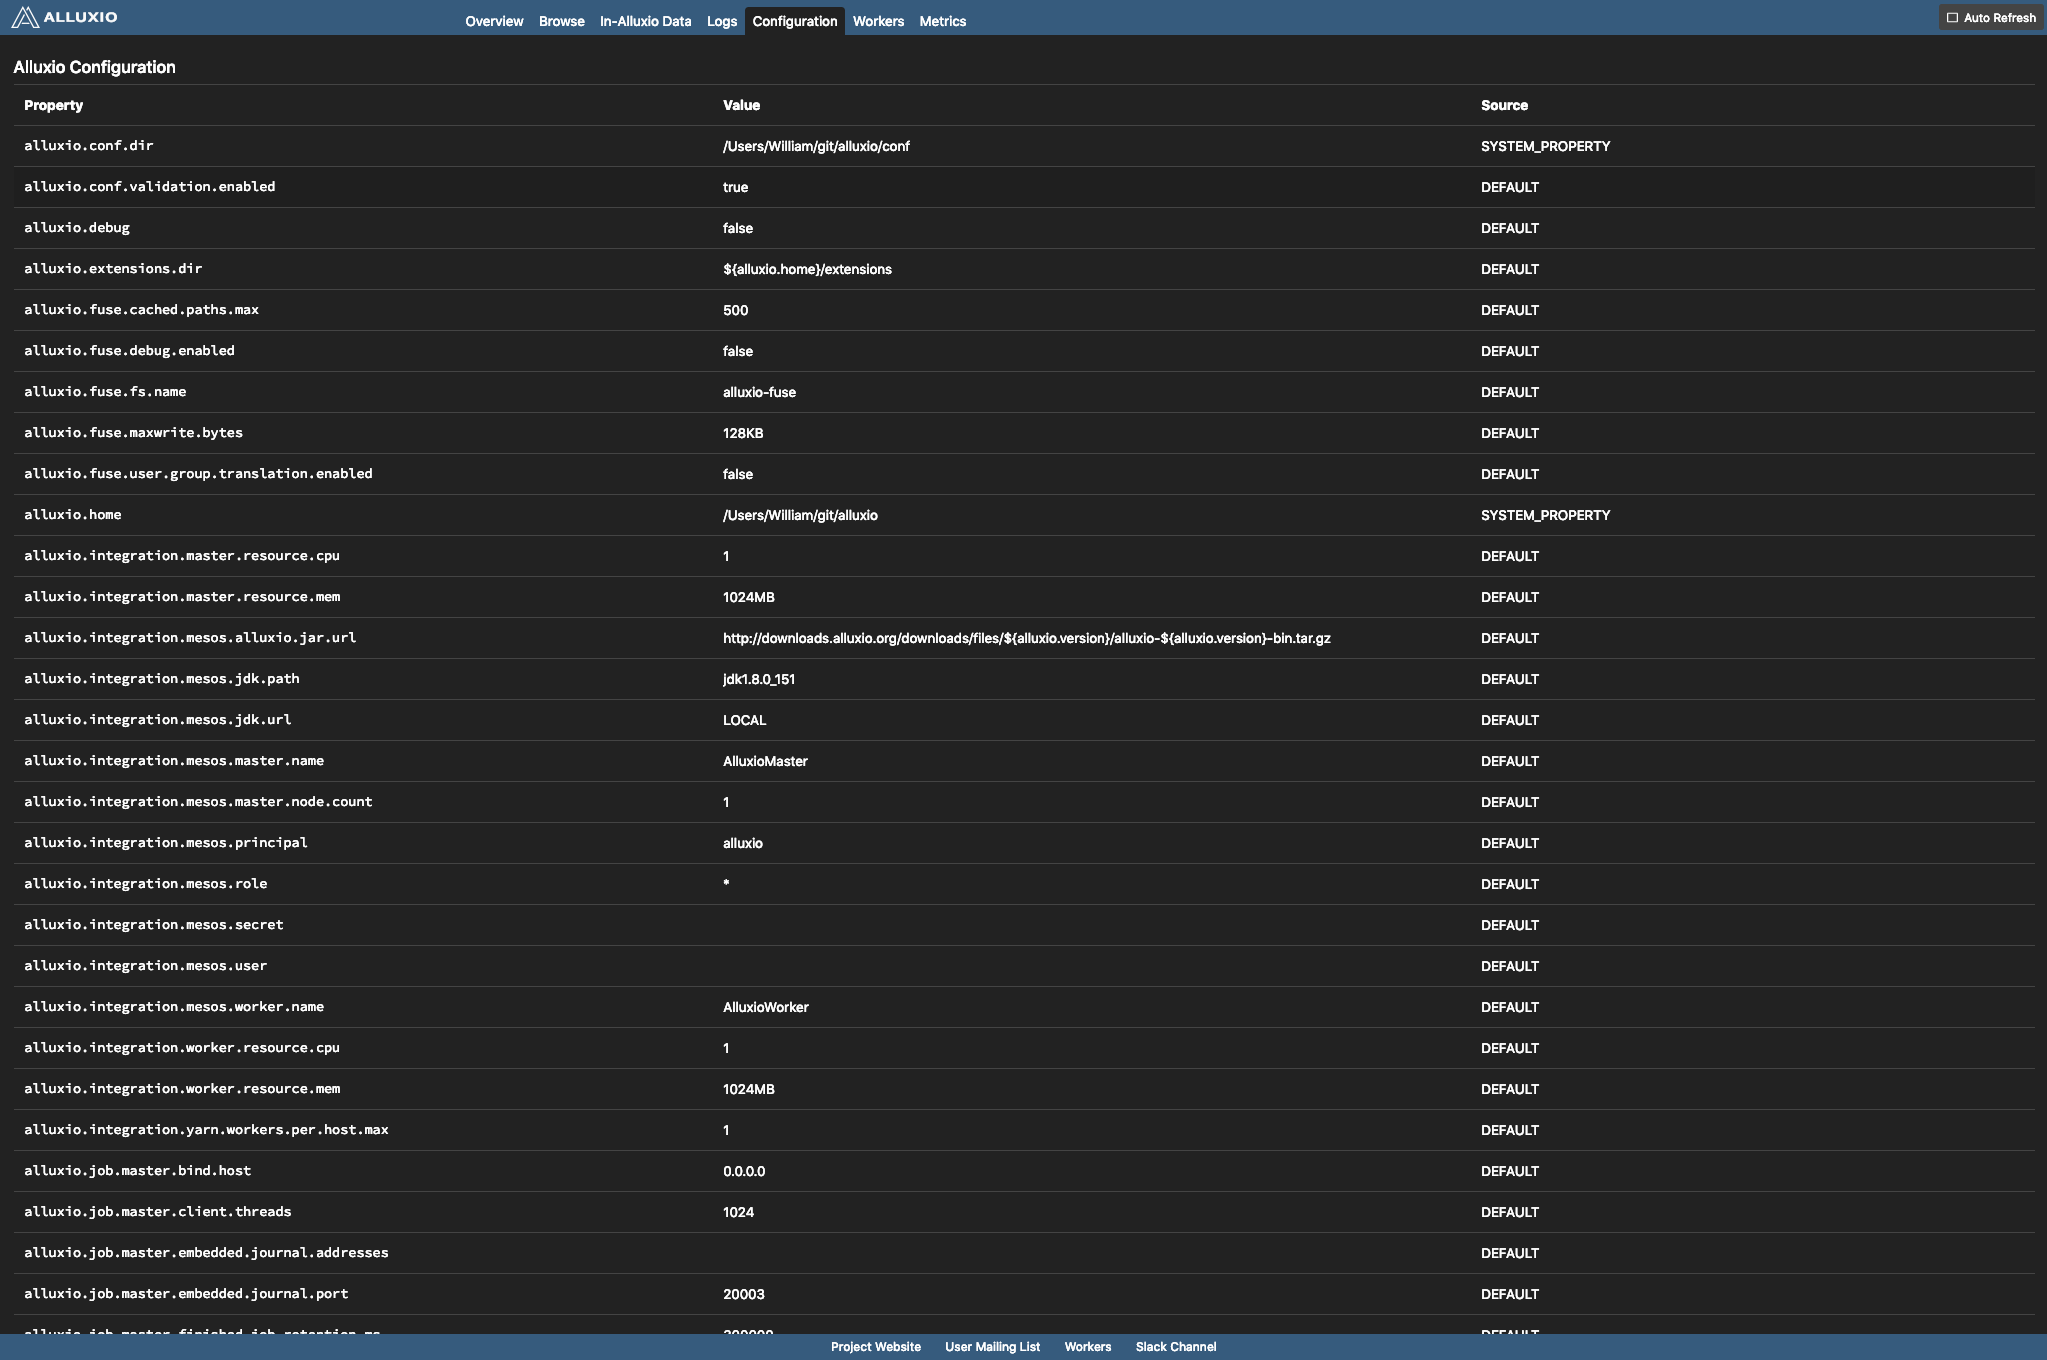 ALLUXIO Overview Browse In-Alluxio Data Logs Configuration Workers Metrics Auto Refresh
Alluxio Configuration
Property Value Source
alluxio.conf.dir /Users/William/git/alluxio/conf SYSTEM_PROPERTY
alluxio.conf.validation.enabled true DEFAULT
alluxio.debug false DEFAULT
alluxio.extensions.dir ${alluxio.home}/extensions DEFAULT
alluxio.fuse.cached.paths.max 500 DEFAULT
alluxio.fuse.debug.enabled false DEFAULT
alluxio.fuse.fs.name alluxio-fuse DEFAULT
alluxio.fuse.maxwrite.bytes 128KB DEFAULT
alluxio.fuse.user.group.translation.enabled false DEFAULT
alluxio.home /Users/William/git/alluxio SYSTEM_PROPERTY
alluxio.integration.master.resource.cpu 1 DEFAULT
alluxio.integration.master.resource.mem 1024MB DEFAULT
alluxio.integration.mesos.alluxio.jar.url http://downloads.alluxio.org/downloads/files/${alluxio.version}/alluxio-${alluxio.version}-bin.tar.gz DEFAULT
alluxio.integration.mesos.jdk.path jdk1.8.0_151 DEFAULT
alluxio.integration.mesos.jdk.url LOCAL DEFAULT
alluxio.integration.mesos.master.name AlluxioMaster DEFAULT
alluxio.integration.mesos.master.node.count 1 DEFAULT
alluxio.integration.mesos.principal alluxio DEFAULT
alluxio.integration.mesos.role * DEFAULT
alluxio.integration.mesos.secret DEFAULT
alluxio.integration.mesos.user DEFAULT
alluxio.integration.mesos.worker.name AlluxioWorker DEFAULT
alluxio.integration.worker.resource.cpu 1 DEFAULT
alluxio.integration.worker.resource.mem 1024MB DEFAULT
alluxio.integration.yarn.workers.per.host.max 1 DEFAULT
alluxio.job.master.bind.host 0.0.0.0 DEFAULT
alluxio.job.master.client.threads 1024 DEFAULT
alluxio.job.master.embedded.journal.addresses DEFAULT
alluxio.job.master.embedded.journal.port 20003 DEFAULT
Project Website User Mailing List Workers Slack Channel